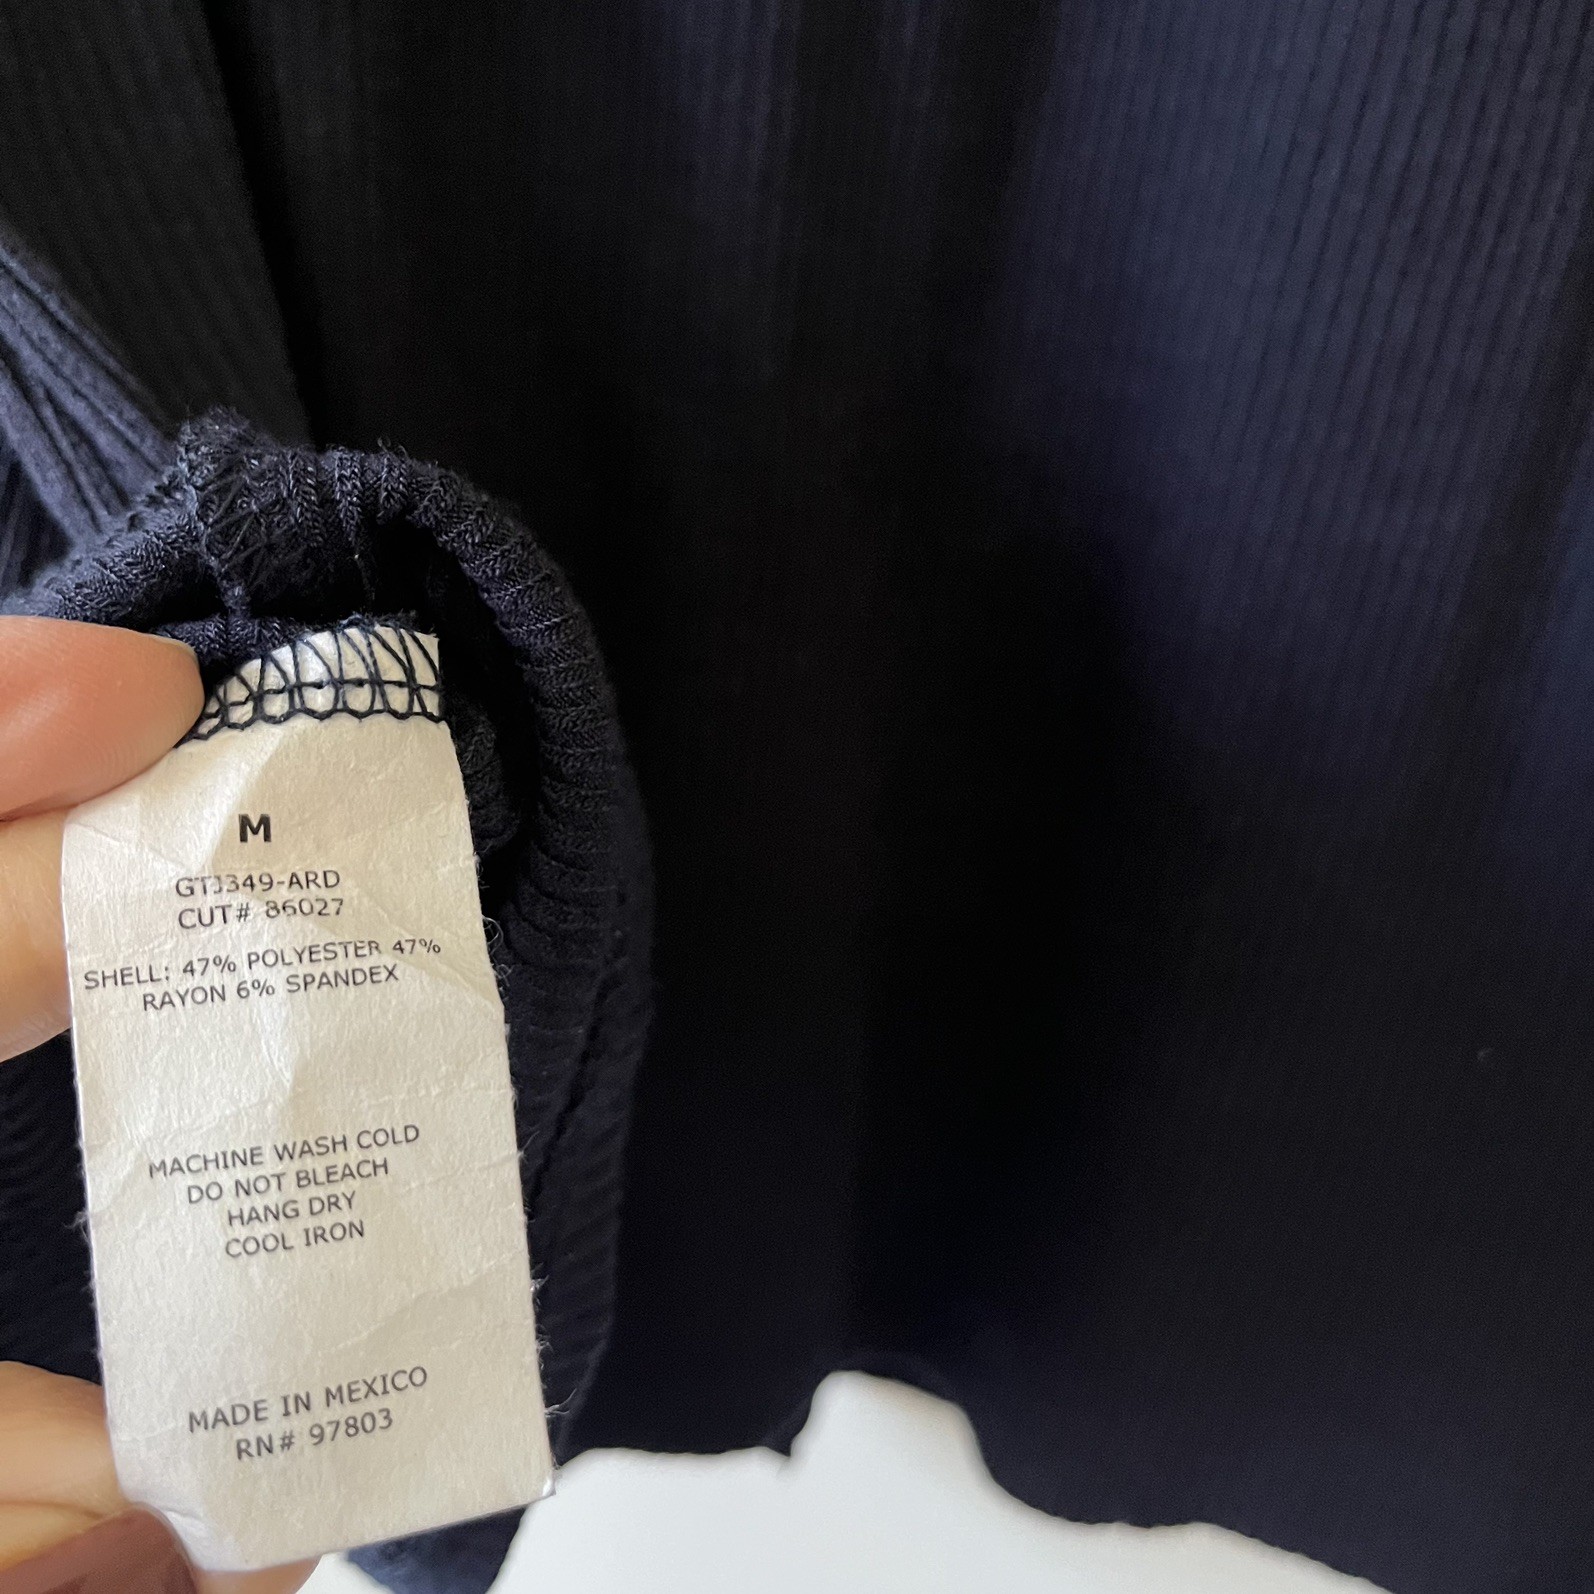 M
GTJ349-ARD
CUT# 86027
SHELL: 47% POLYESTER 47%
RAYON 6% SPANDEX
MACHINE WASH COLD
DO NOT BLEACH
HANG DRY
COOL IRON
MADE IN MEXICO
RN# 97803